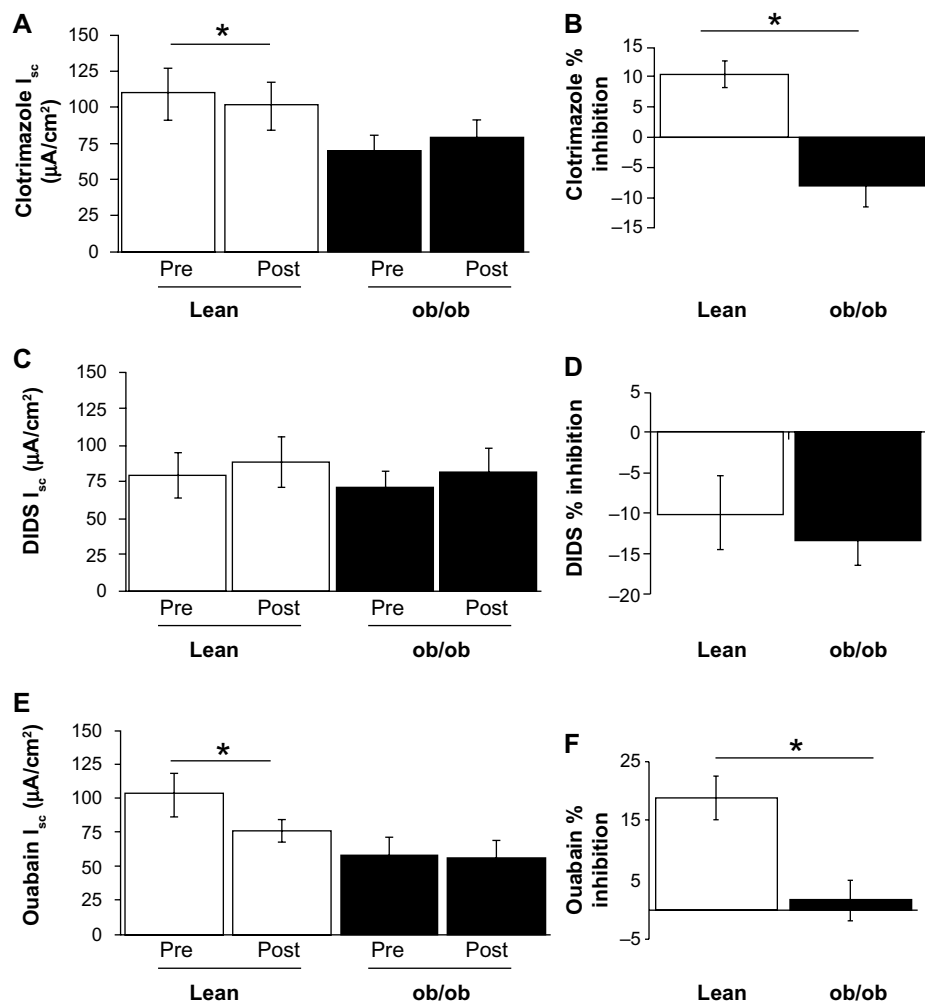 A
Clotrimazole Isc
(μA/cm²)
150
125
100
75
50
25
0
*
Pre
Post
Pre
Post
Lean
ob/ob
B
Clotrimazole %
inhibition
15
10
5
0
–5
–10
–15
*
Lean
ob/ob
C
DIDS Isc (μA/cm²)
150
125
100
75
50
25
0
Pre
Post
Pre
Post
Lean
ob/ob
D
DIDS % inhibition
5
0
–5
–10
–15
–20
Lean
ob/ob
E
Ouabain Isc (μA/cm²)
150
125
100
75
50
25
0
*
Pre
Post
Pre
Post
Lean
ob/ob
F
Ouabain %
inhibition
25
15
5
–5
*
Lean
ob/ob